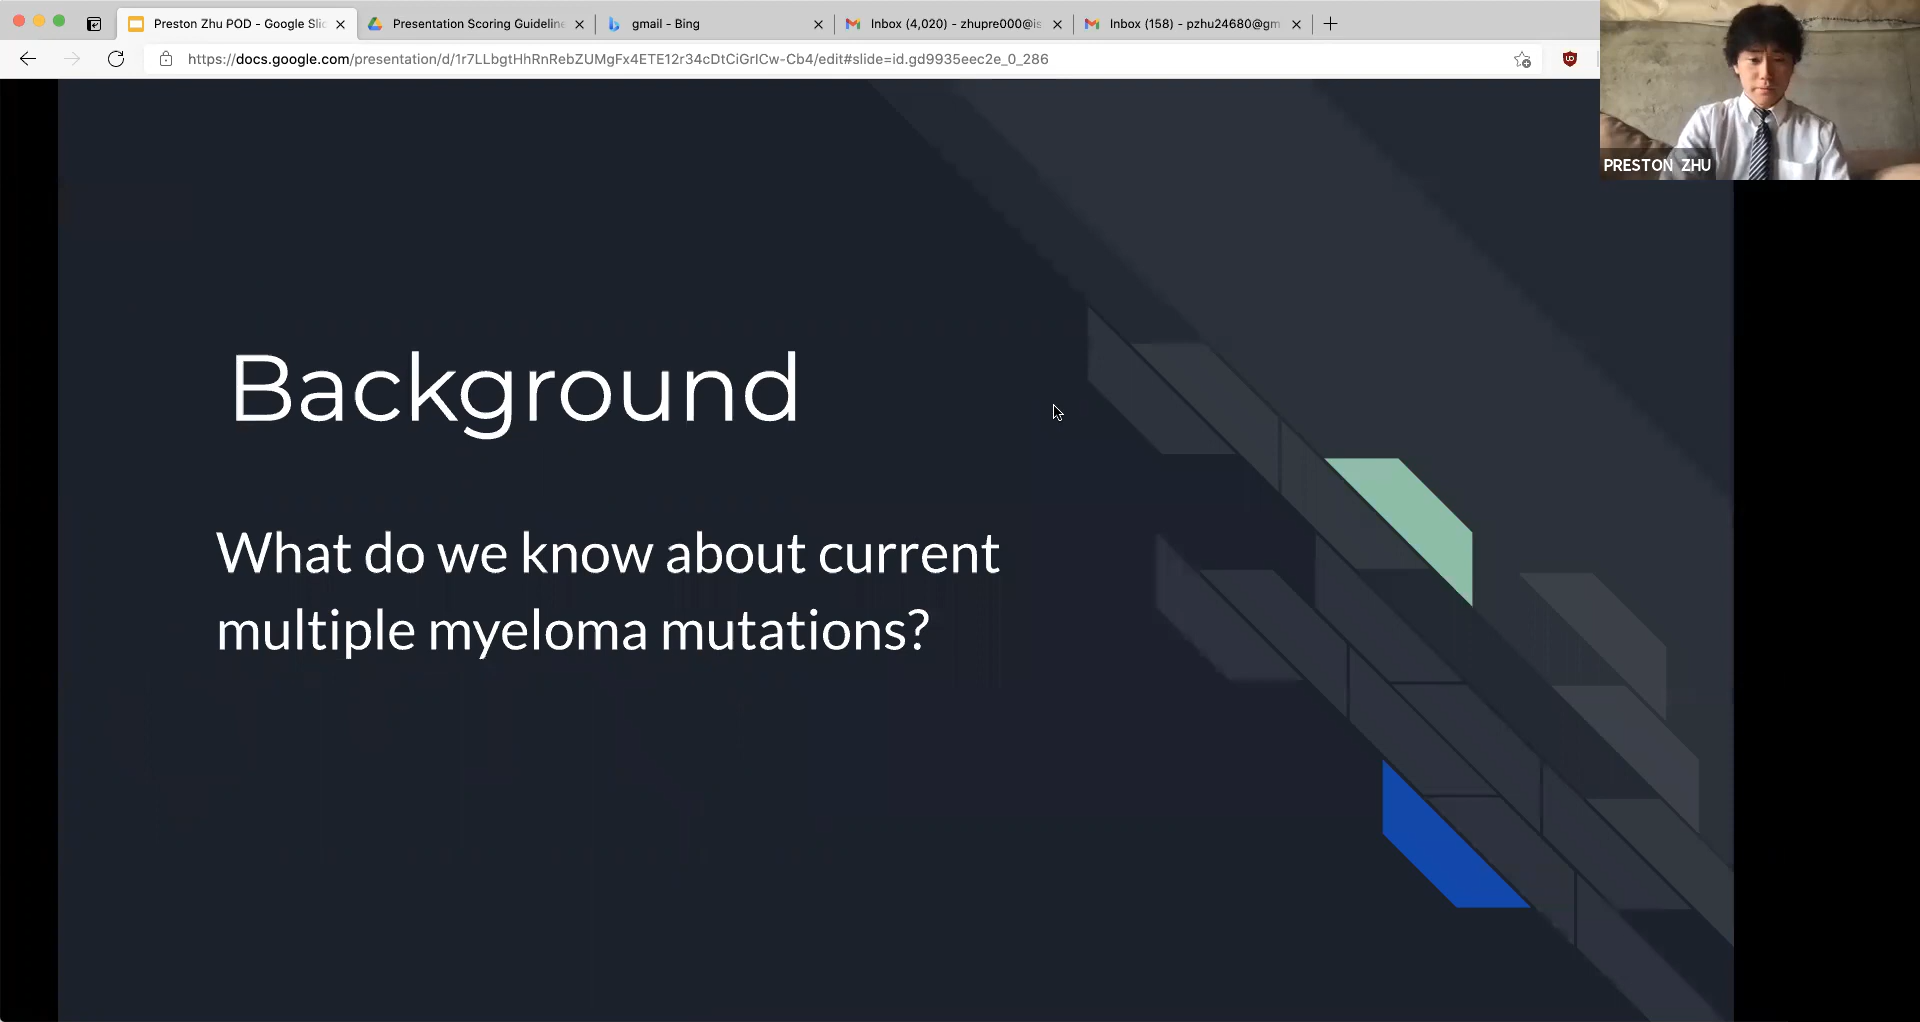 Preston Zhu POD - Google Slid
Presentation Scoring Guideline
gmail - Bing
Inbox (4,020) - zhupre000@is
Inbox (158) - pzhu24680@gm
https://docs.google.com/presentation/d/1r7LLbgtHhRnRebZUMgFx4ETE12r34cDtCiGrICw-Cb4/edit#slide=id.gd9935eec2e_0_286
PRESTON ZHU
Background
What do we know about current
multiple myeloma mutations?